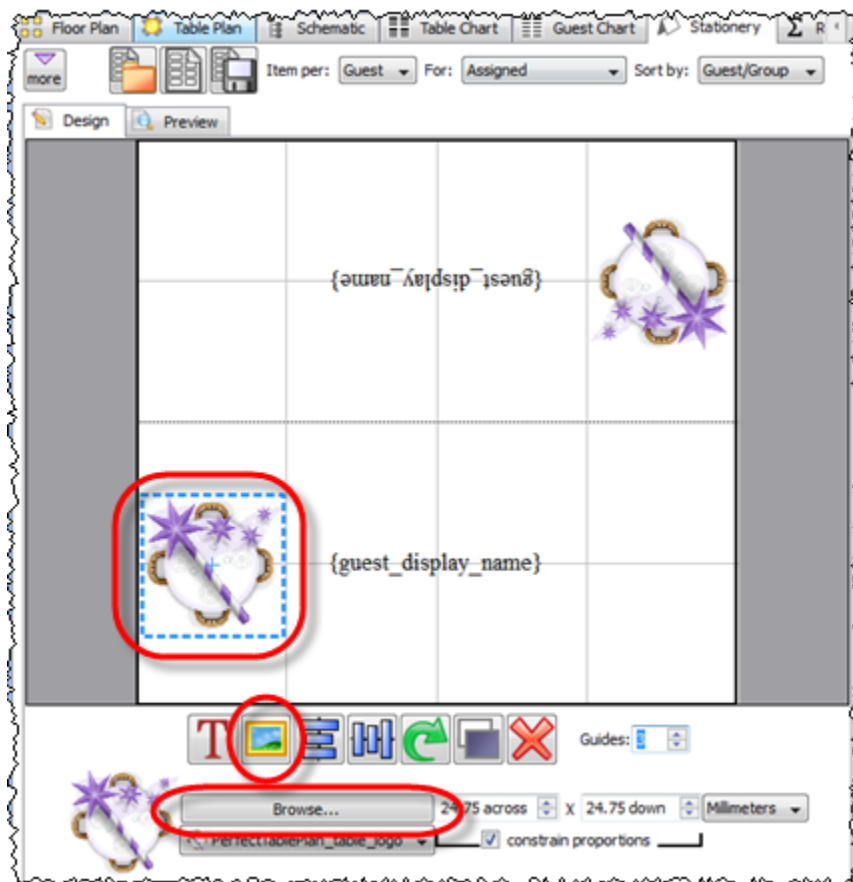 Floor Plan Table Plan Schematic Table Chart Guest Chart Stationery Σ R
more Item per: Guest For: Assigned Sort by: Guest/Group
Design Preview
{guest_display_name}
{guest_display_name}
T Guides: 3
Browse... 24.75 across X 24.75 down Millimeters
PerfectTablePlan_table_logo constrain proportions